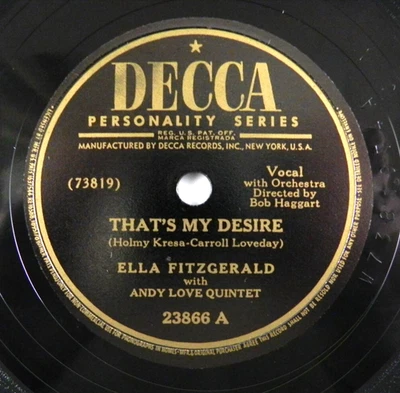 DECCA
PERSONALITY SERIES
REG. U.S. PAT. OFF.
MARCA REGISTRADA
MANUFACTURED BY DECCA RECORDS, INC., NEW YORK, U.S.A.
(73819)
Vocal
with Orchestra
Directed by
Bob Haggart
THAT'S MY DESIRE
(Holmy Kresa-Carroll Loveday)
ELLA FITZGERALD
with
ANDY LOVE QUINTET
23866 A